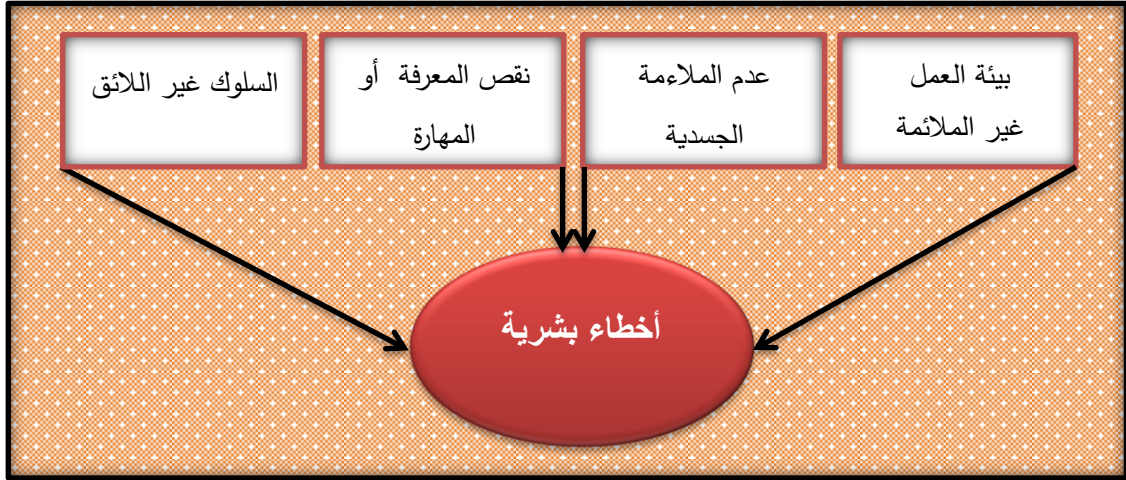 بيئة العمل
غير الملائمة
عدم الملاءمة
الجسدية
نقص المعرفة أو
المهارة
السلوك غير اللائق
أخطاء بشرية